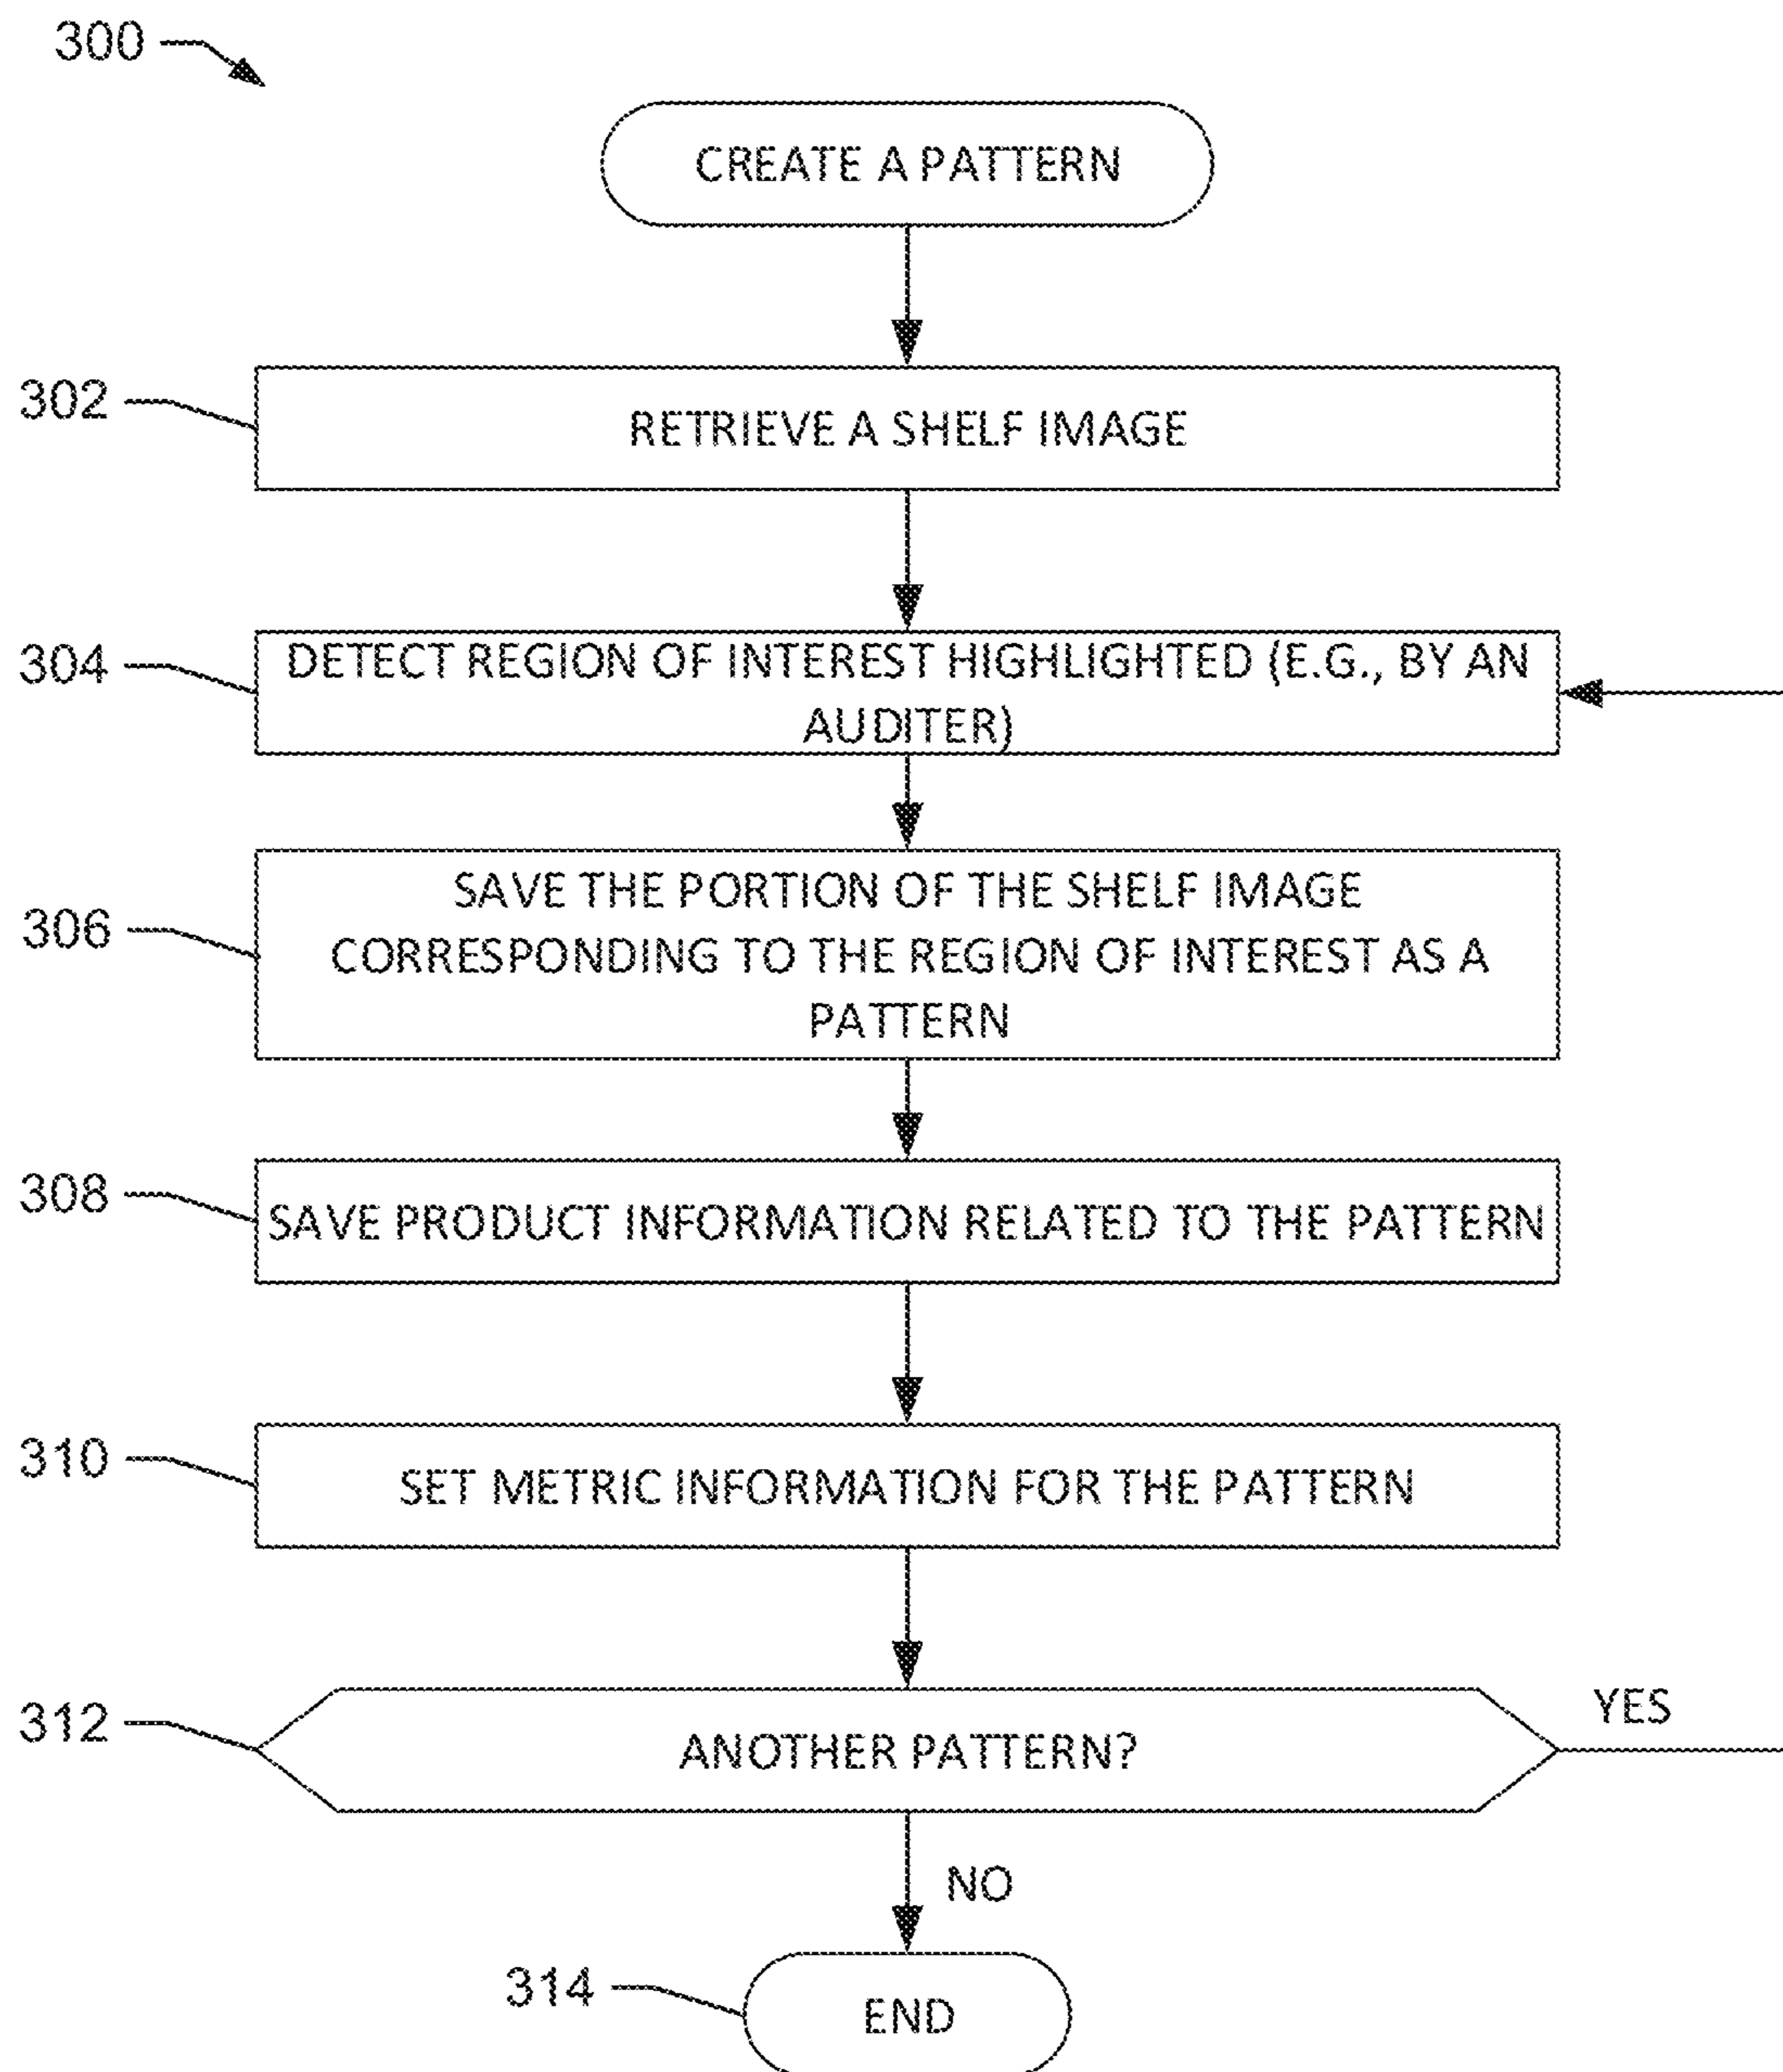 300
CREATE A PATTERN
302
RETRIEVE A SHELF IMAGE
304
DETECT REGION OF INTEREST HIGHLIGHTED (E.G., BY AN
AUDITER)
306
SAVE THE PORTION OF THE SHELF IMAGE
CORRESPONDING TO THE REGION OF INTEREST AS A
PATTERN
308
SAVE PRODUCT INFORMATION RELATED TO THE PATTERN
310
SET METRIC INFORMATION FOR THE PATTERN
312
ANOTHER PATTERN?
YES
NO
314
END